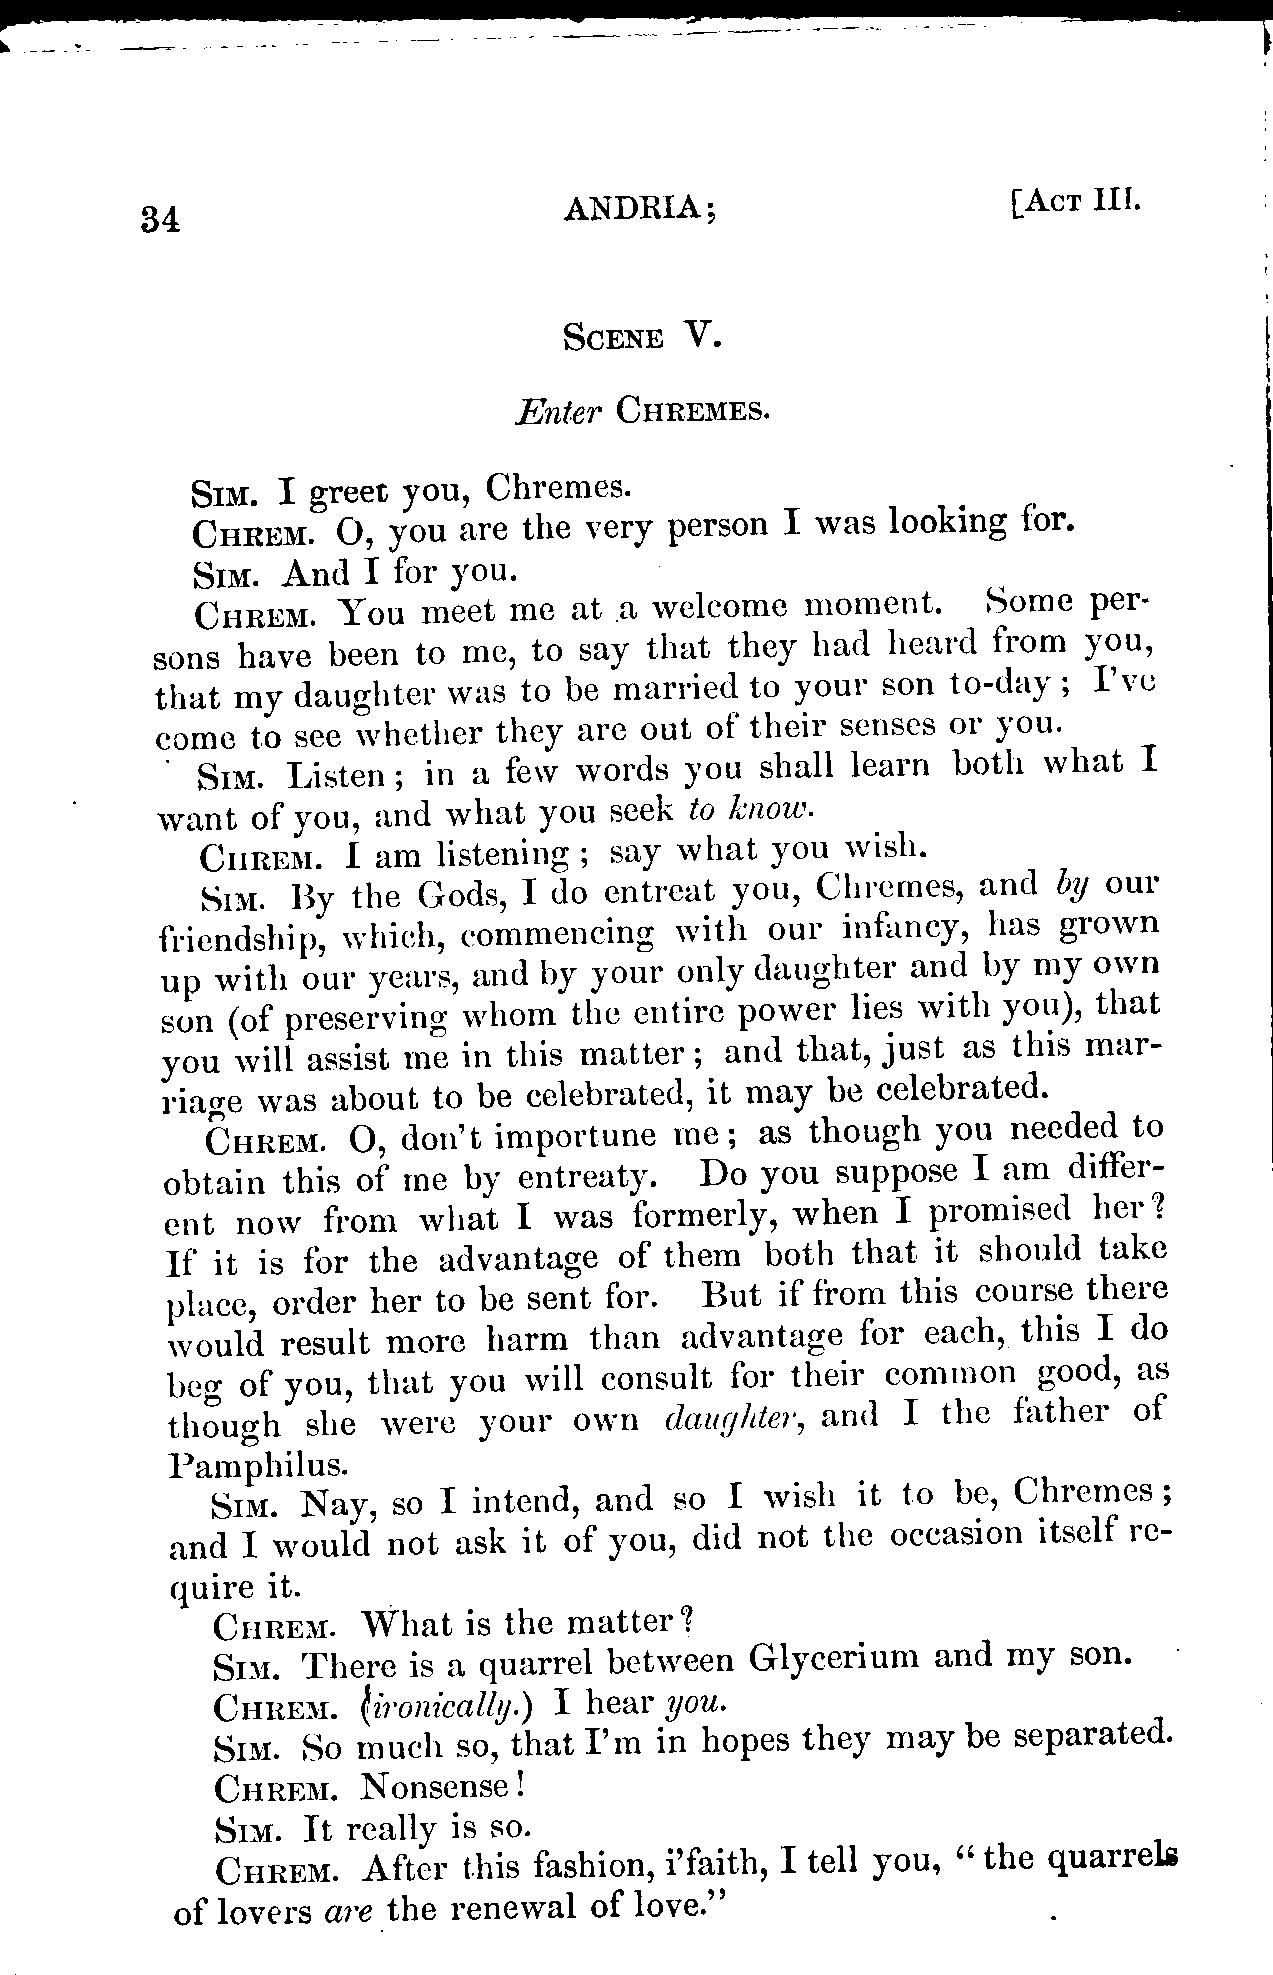 34 ANDRIA; [ACT III.
SCENE V.
Enter CHREMES.
SIM. I greet you, Chremes.
CHREM. O, you are the very person I was looking for.
SIM. And I for you.
CHREM. You meet me at a welcome moment. Some per-
sons have been to me, to say that they had heard from you,
that my daughter was to be married to your son to-day; I've
come to see whether they are out of their senses or you.
SIM. Listen; in a few words you shall learn both what I
want of you, and what you seek to know.
CHREM. I am listening; say what you wish.
SIM. By the Gods, I do entreat you, Chremes, and by our
friendship, which, commencing with our infancy, has grown
up with our years, and by your only daughter and by my own
son (of preserving whom the entire power lies with you), that
you will assist me in this matter; and that, just as this mar-
riage was about to be celebrated, it may be celebrated.
CHREM. O, don't importune me; as though you needed to
obtain this of me by entreaty. Do you suppose I am differ-
ent now from what I was formerly, when I promised her?
If it is for the advantage of them both that it should take
place, order her to be sent for. But if from this course there
would result more harm than advantage for each, this I do
beg of you, that you will consult for their common good, as
though she were your own daughter, and I the father of
Pamphilus.
SIM. Nay, so I intend, and so I wish it to be, Chremes;
and I would not ask it of you, did not the occasion itself re-
quire it.
CHREM. What is the matter?
SIM. There is a quarrel between Glycerium and my son.
CHREM. (ironically.) I hear you.
SIM. So much so, that I'm in hopes they may be separated.
CHREM. Nonsense!
SIM. It really is so.
CHREM. After this fashion, i'faith, I tell you, "the quarrels
of lovers are the renewal of love."